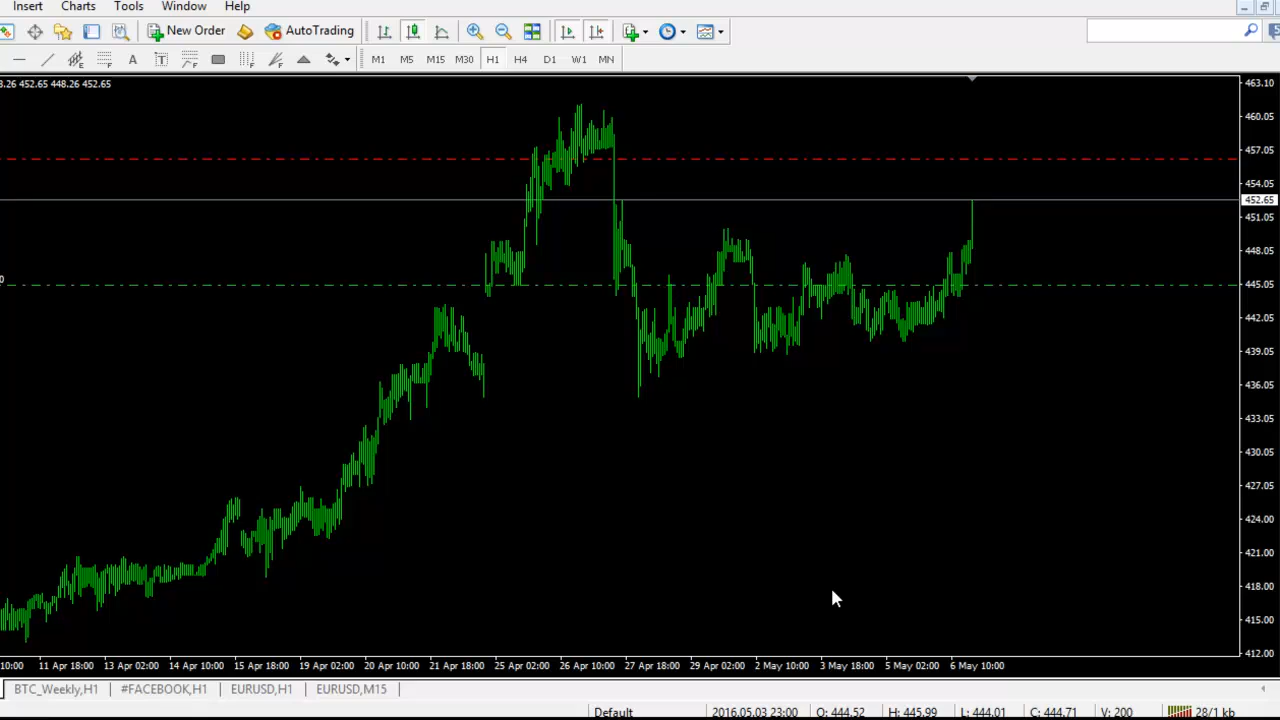 Insert Charts Tools Window Help
New Order AutoTrading
A T M1 M5 M15 M30 H1 H4 D1 W1 MN
8.26 452.65 448.26 452.65
463.10
460.05
457.05
454.05
452.65
451.05
448.05
0
445.05
442.05
439.05
436.05
433.05
430.05
427.05
424.00
421.00
418.00
415.00
412.00
10:00 11 Apr 18:00 13 Apr 02:00 14 Apr 10:00 15 Apr 18:00 19 Apr 02:00 20 Apr 10:00 21 Apr 18:00 25 Apr 02:00 26 Apr 10:00 27 Apr 18:00 29 Apr 02:00 2 May 10:00 3 May 18:00 5 May 02:00 6 May 10:00
BTC_Weekly,H1 #FACEBOOK,H1 EURUSD,H1 EURUSD,M15
Default 2016.05.03 23:00 O: 444.52 H: 445.99 L: 444.01 C: 444.71 V: 200 28/1 kb